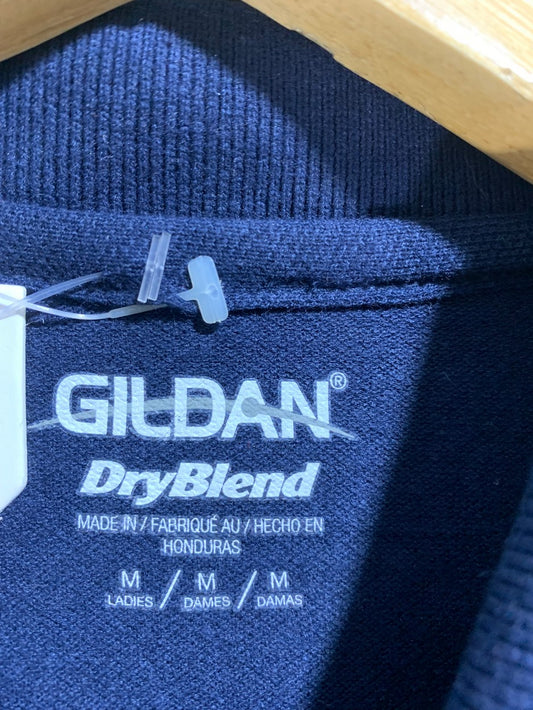 GILDAN®
DryBlend
MADE IN / FABRIQUÉ AU / HECHO EN
HONDURAS
M / M / M
LADIES / DAMES / DAMAS